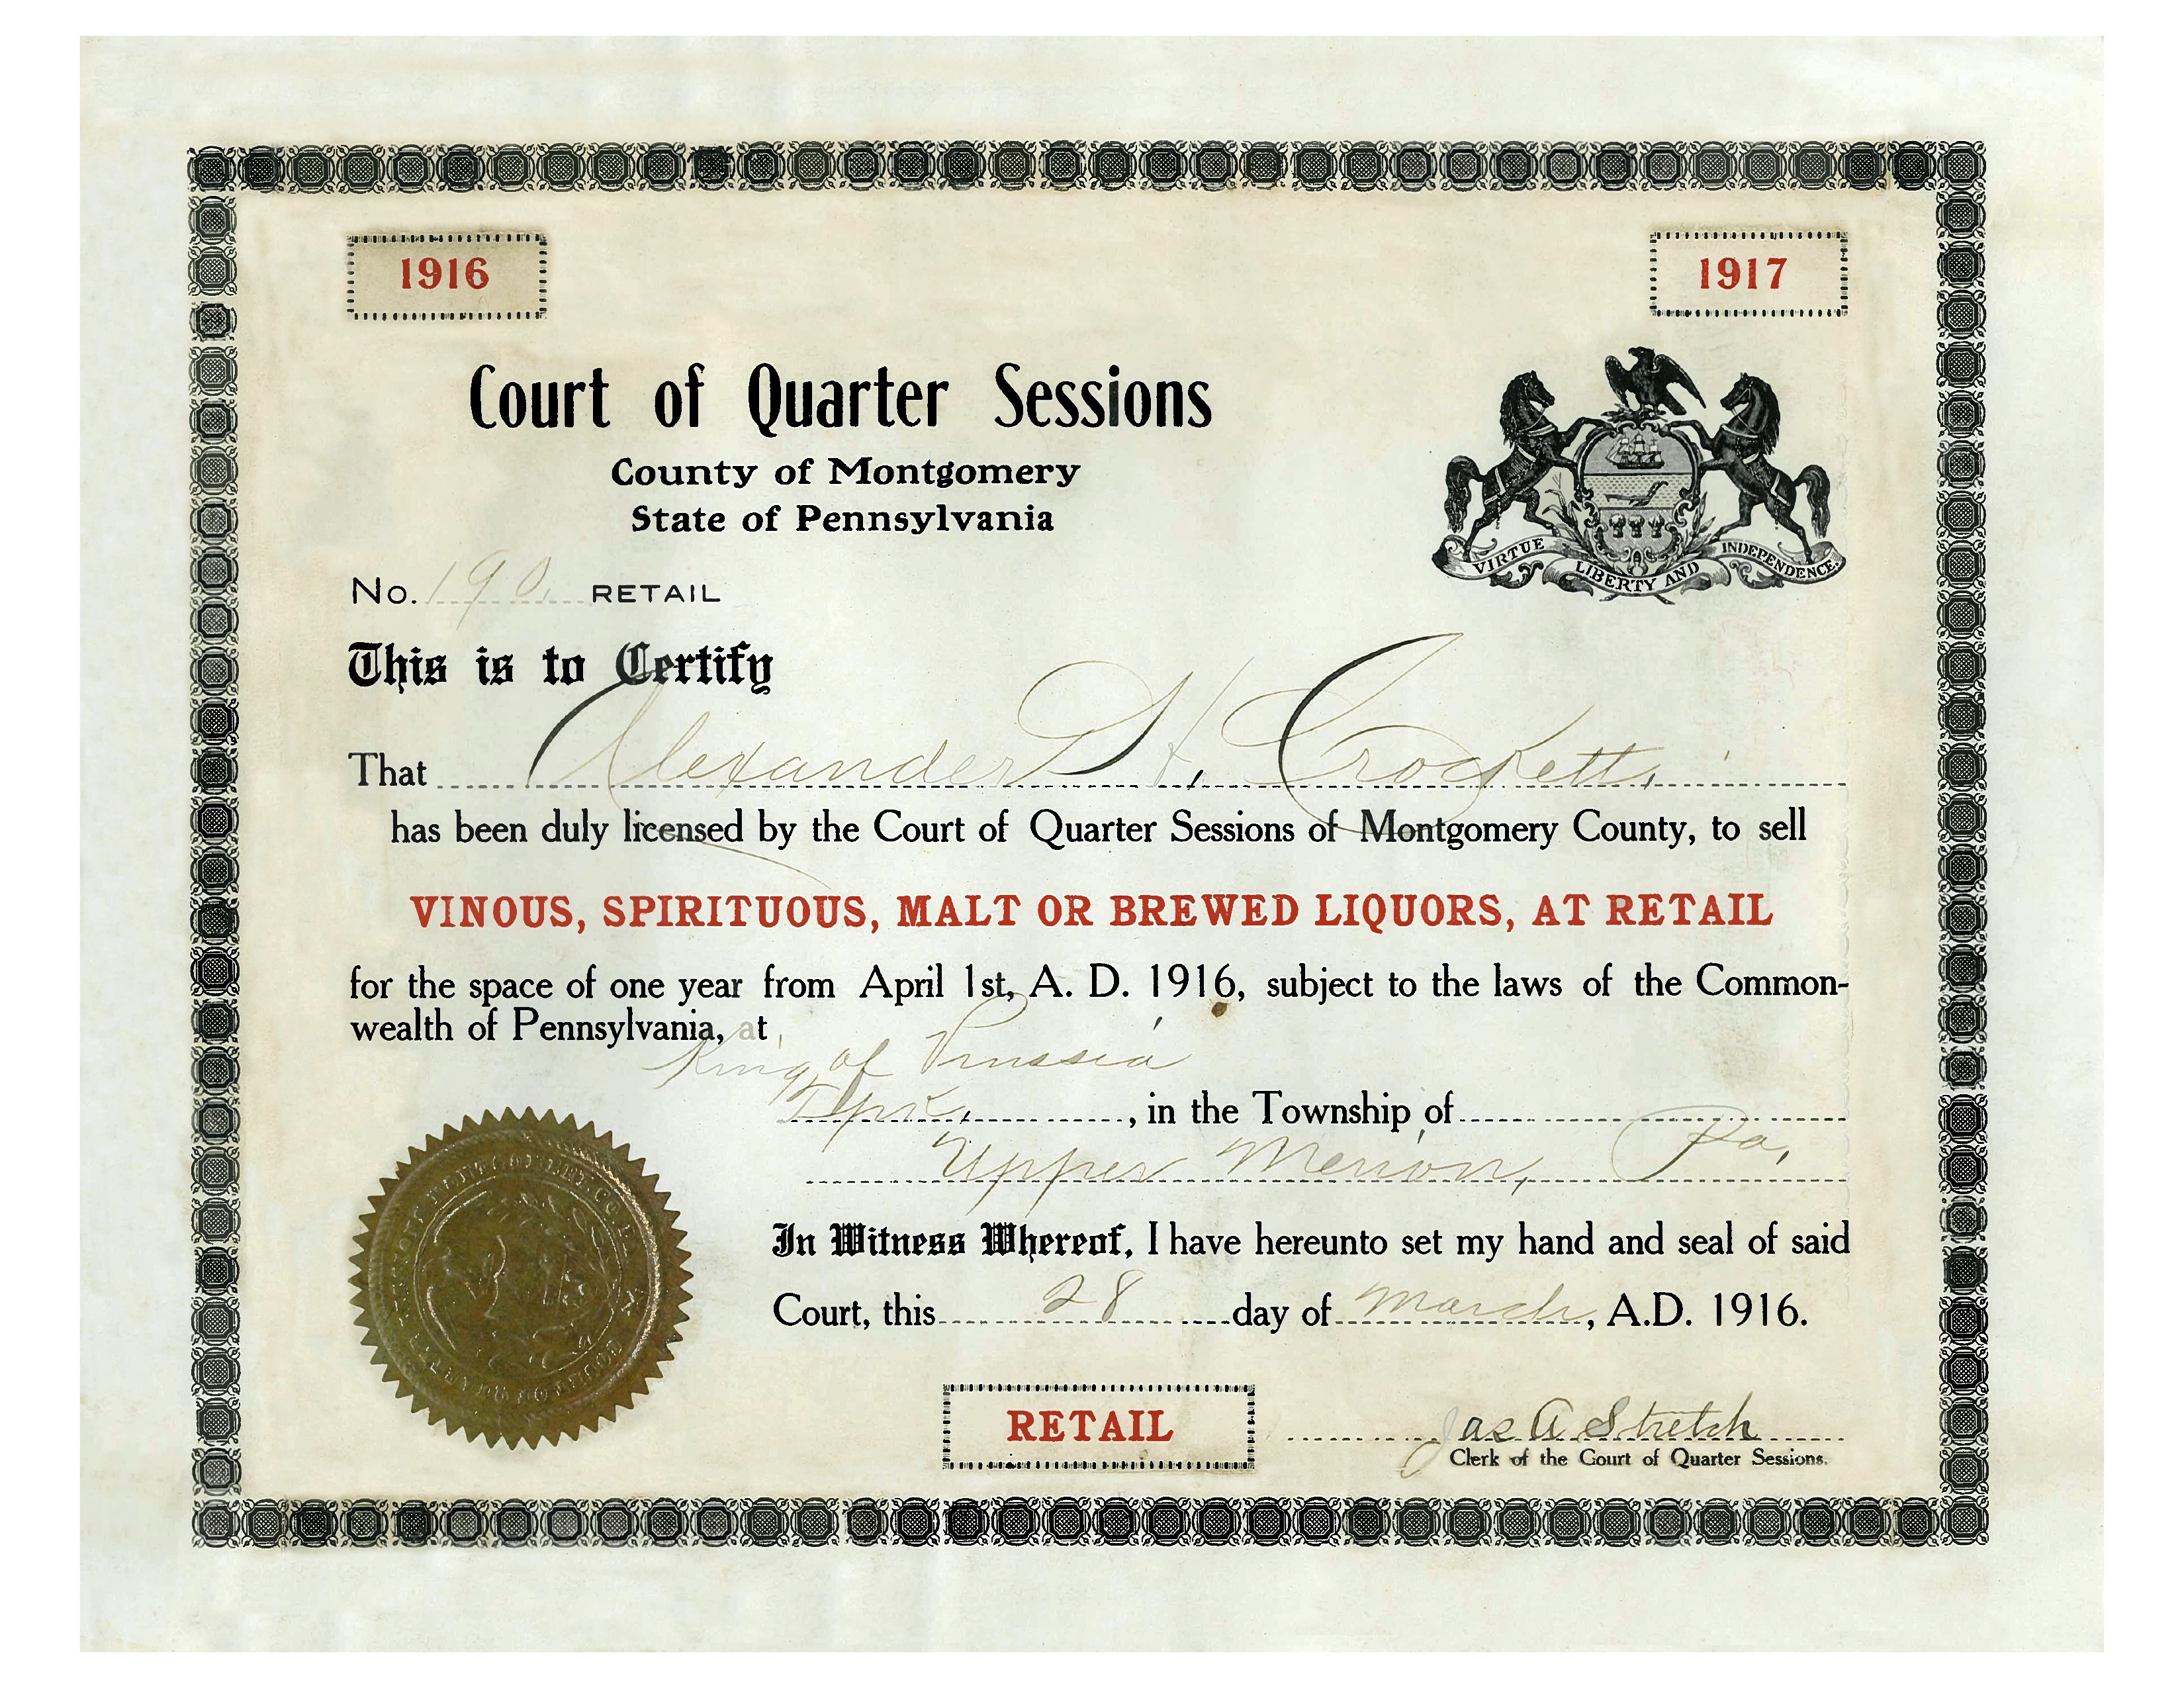 1916
1917
Court of Quarter Sessions
County of Montgomery
State of Pennsylvania
VIRTUE LIBERTY AND INDEPENDENCE.
No. 190. RETAIL
This is to Certify
That Alexander H. Crockett,
has been duly licensed by the Court of Quarter Sessions of Montgomery County, to sell
VINOUS, SPIRITUOUS, MALT OR BREWED LIQUORS, AT RETAIL
for the space of one year from April 1st, A. D. 1916, subject to the laws of the Common-
wealth of Pennsylvania, at
King of Prussia
, in the Township of
Upper Merion, Pa,
In Witness Whereof, I have hereunto set my hand and seal of said
Court, this 28 day of March, A.D. 1916.
RETAIL
Jas A Stretch
Clerk of the Court of Quarter Sessions.